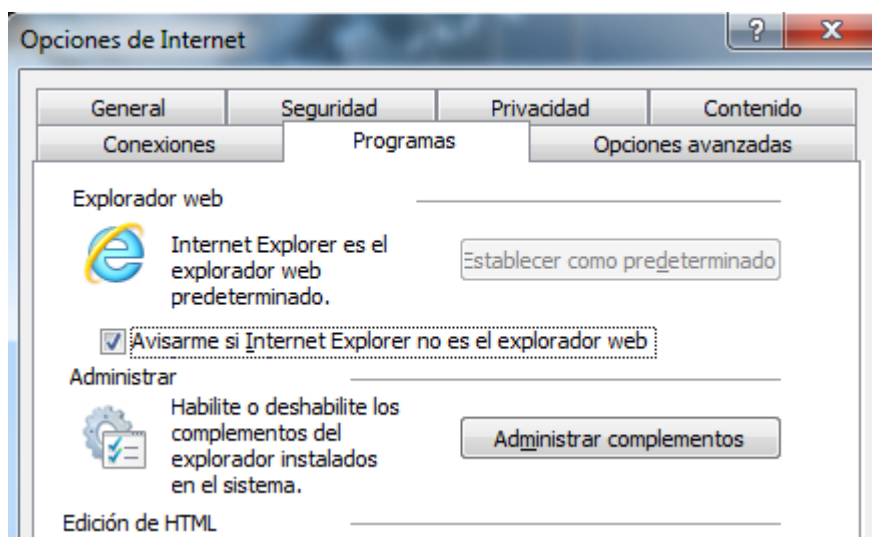 Opciones de Internet
General Seguridad Privacidad Contenido
Conexiones Programas Opciones avanzadas
Explorador web
Internet Explorer es el
explorador web
predeterminado.
Establecer como predeterminado
Avisarme si Internet Explorer no es el explorador web
Administrar
Habilite o deshabilite los
complementos del
explorador instalados
en el sistema.
Administrar complementos
Edición de HTML